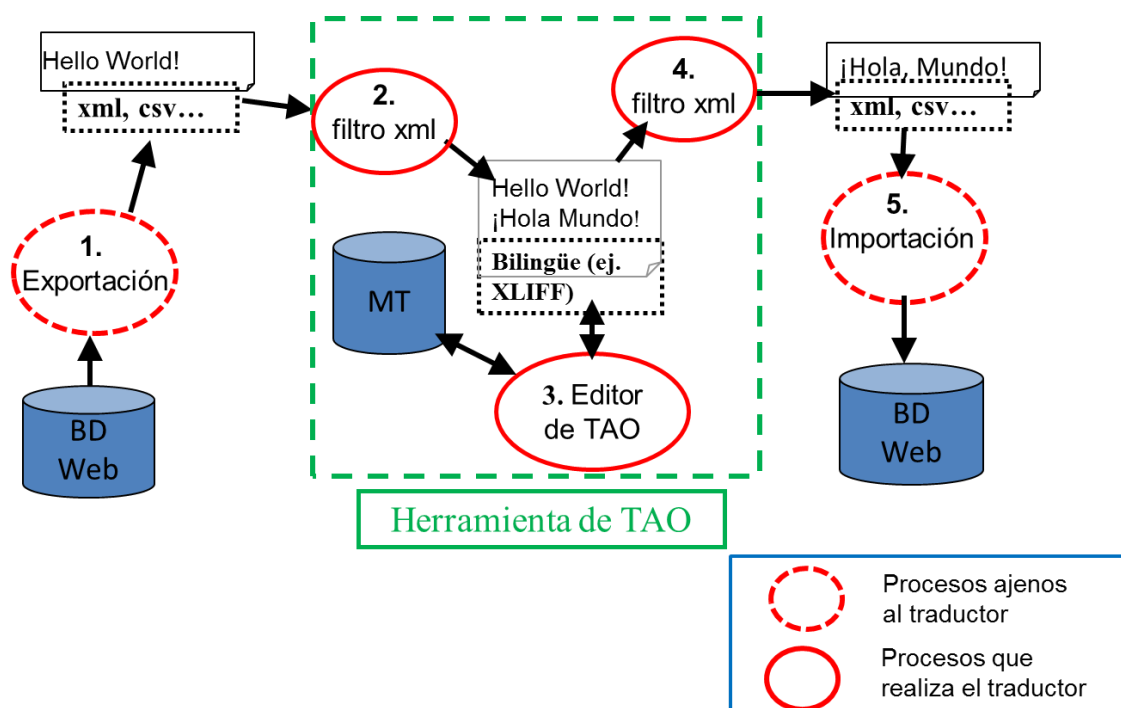 Hello World!
xml, csv…
1.
Exportación
BD
Web
2.
filtro xml
Hello World!
¡Hola Mundo!
Bilingüe (ej.
XLIFF)
MT
3. Editor
de TAO
4.
filtro xml
Herramienta de TAO
¡Hola, Mundo!
xml, csv…
5.
Importación
BD
Web
Procesos ajenos
al traductor
Procesos que
realiza el traductor